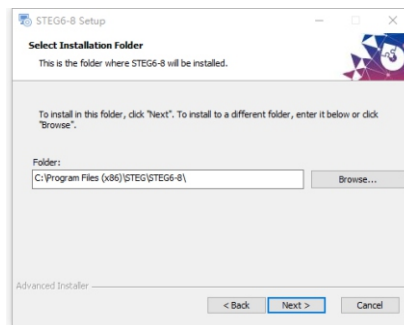 STEG6-8 Setup
Select Installation Folder
This is the folder where STEG6-8 will be installed.
To install in this folder, click "Next". To install to a different folder, enter it below or click
"Browse".
Folder:
C:\Program Files (x86)\STEG\STEG6-8\
Browse...
Advanced Installer
< Back
Next >
Cancel